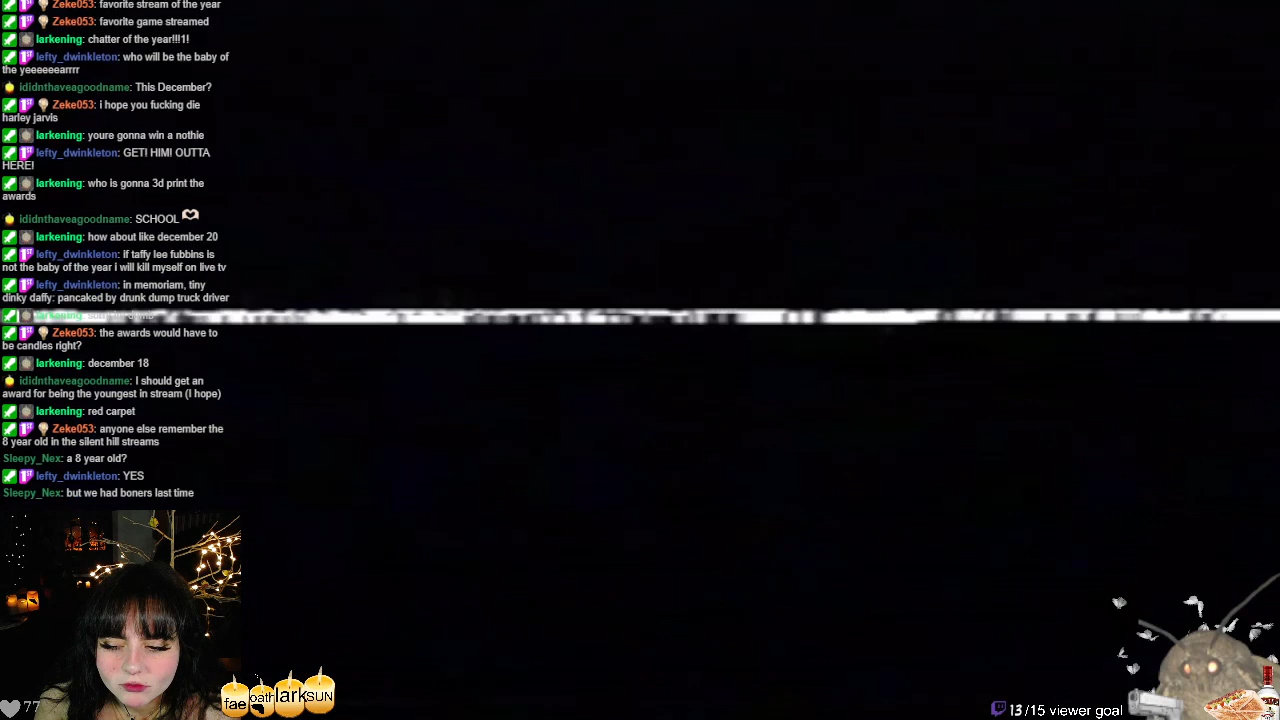 Zeke053: favorite stream of the year
Zeke053: favorite game streamed
larkening: chatter of the year!!!1!
lefty_dwinkleton: who will be the baby of
the yeeeeeearrrr
ididnthaveagoodname: This December?
Zeke053: i hope you fucking die
harley jarvis
larkening: youre gonna win a nothie
lefty_dwinkleton: GET! HIM! OUTTA
HERE!
larkening: who is gonna 3d print the
awards
ididnthaveagoodname: SCHOOL
larkening: how about like december 20
lefty_dwinkleton: if taffy lee fubbins is
not the baby of the year i will kill myself on live tv
lefty_dwinkleton: in memoriam, tiny
dinky daffy: pancaked by drunk dump truck driver
larkening:
Zeke053: the awards would have to
be candles right?
larkening: december 18
ididnthaveagoodname: I should get an
award for being the youngest in stream (I hope)
larkening: red carpet
Zeke053: anyone else remember the
8 year old in the silent hill streams
Sleepy_Nex: a 8 year old?
lefty_dwinkleton: YES
Sleepy_Nex: but we had boners last time
77
fae oath lark SUN
13 /15 viewer goal